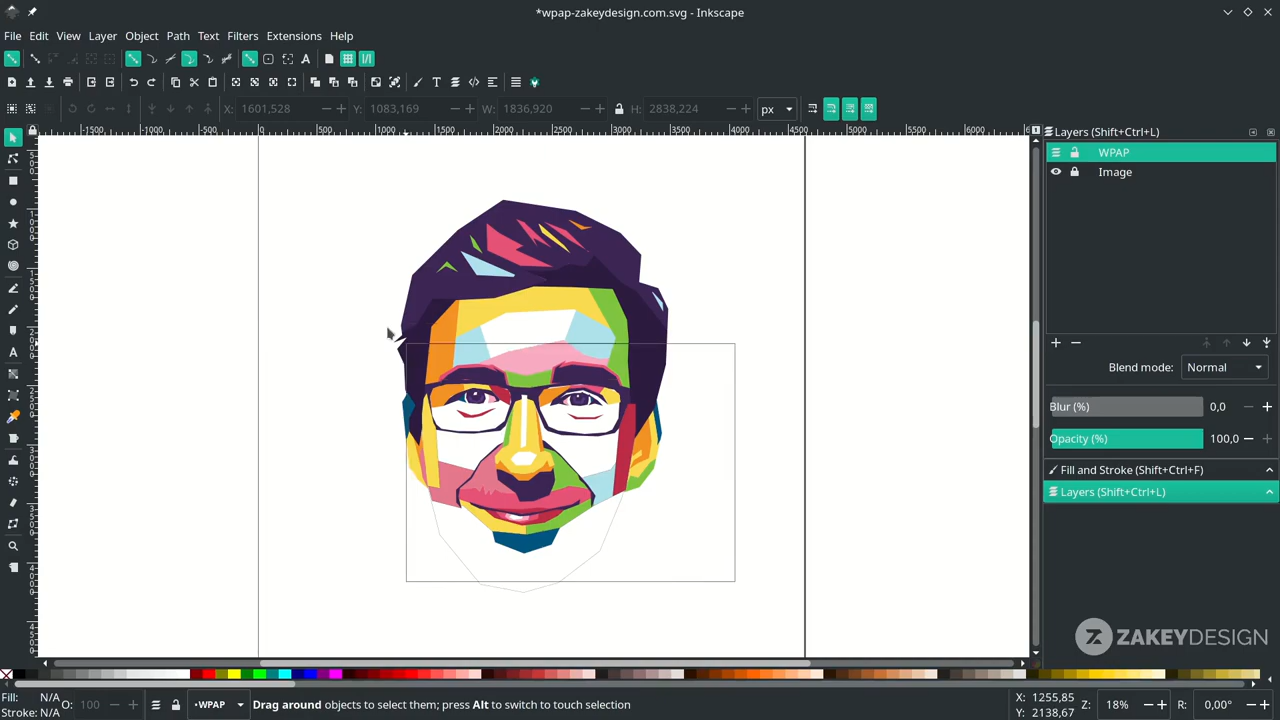 *wpap-zakeydesign.com.svg - Inkscape
File Edit View Layer Object Path Text Filters Extensions Help
X: 1601,528 Y: 1083,169 W: 1836,920 H: 2838,224 px
-1500 -1000 -500 0 500 1000 1500 2000 2500 3000 3500 4000 4500 5000 5500 6000
Layers (Shift+Ctrl+L)
WPAP
Image
Blend mode: Normal
Blur (%) 0,0
Opacity (%) 100,0
Fill and Stroke (Shift+Ctrl+F)
Layers (Shift+Ctrl+L)
ZAKEYDESIGN
Fill: N/A O: 100 •WPAP Drag around objects to select them; press Alt to switch to touch selection X: 1255,85 Z: 18% R: 0,00°
Stroke: N/A Y: 2138,67